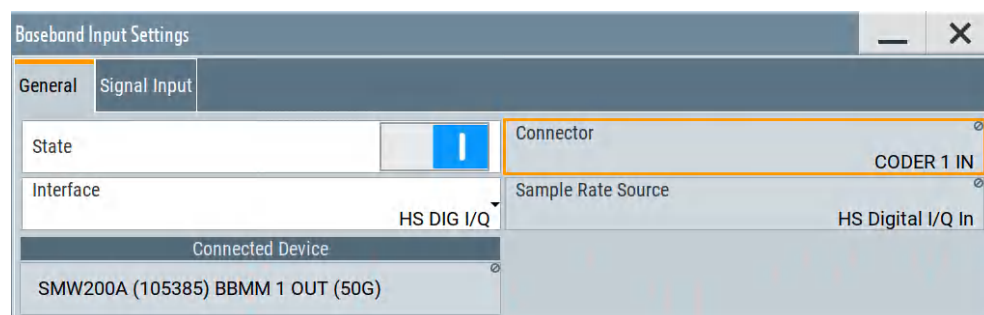 Baseband Input Settings
General
Signal Input
State
Connector
CODER 1 IN
Interface
HS DIG I/Q
Sample Rate Source
HS Digital I/Q In
Connected Device
SMW200A (105385) BBMM 1 OUT (50G)